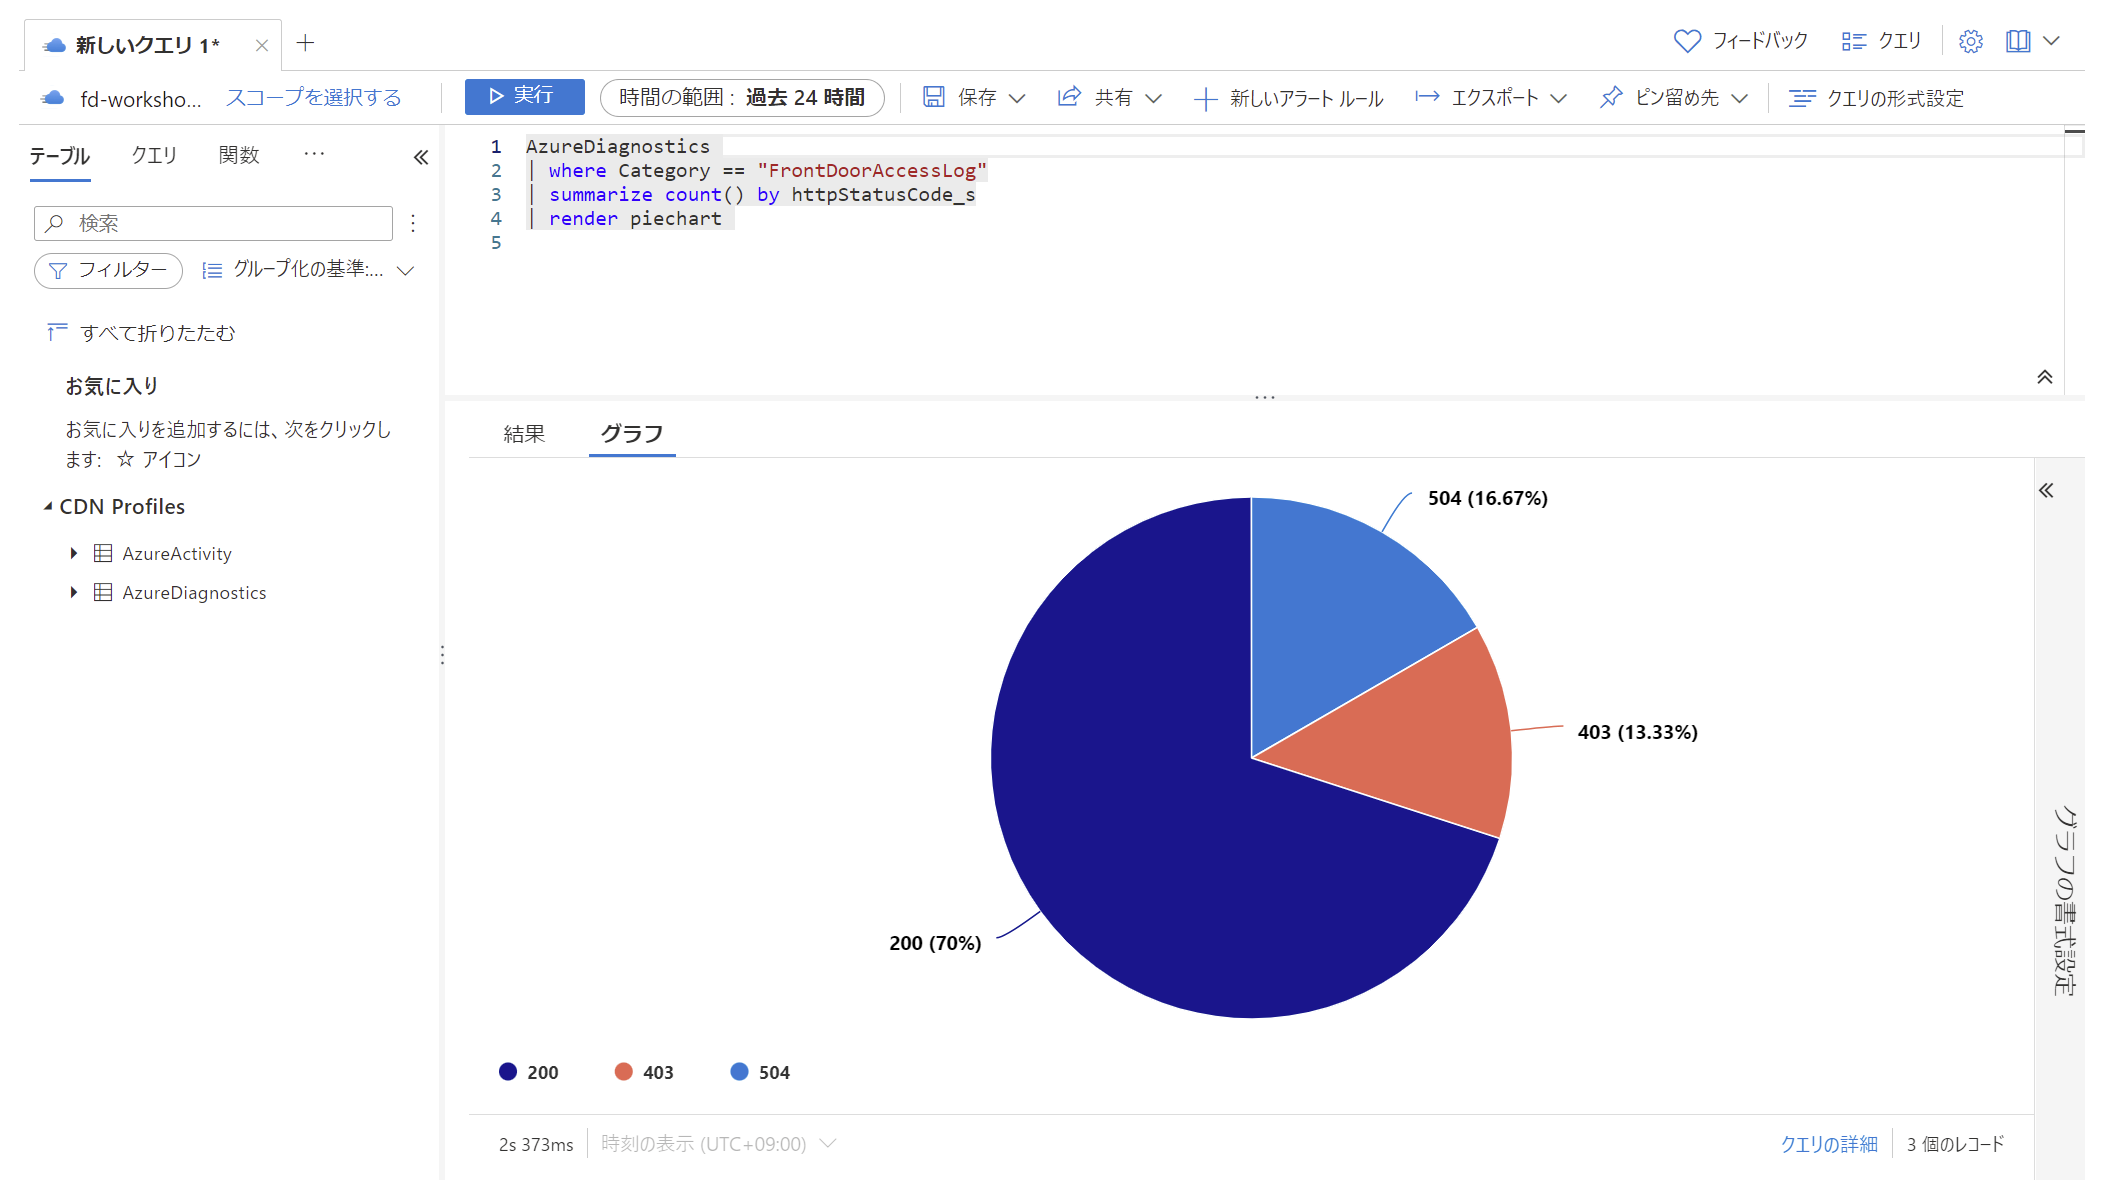 新しいクエリ 1*
フィードバック
クエリ
fd-worksho...
スコープを選択する
実行
時間の範囲 : 過去 24 時間
保存
共有
新しいアラート ルール
エクスポート
ピン留め先
クエリの形式設定
テーブル
クエリ
関数
...
検索
フィルター
グループ化の基準:...
すべて折りたたむ
お気に入り
お気に入りを追加するには、次をクリックし
ます: ☆ アイコン
CDN Profiles
AzureActivity
AzureDiagnostics
1 AzureDiagnostics
2 | where Category == "FrontDoorAccessLog"
3 | summarize count() by httpStatusCode_s
4 | render piechart
5
結果
グラフ
504 (16.67%)
403 (13.33%)
200 (70%)
200
403
504
グラフの書式設定
2s 373ms
時刻の表示 (UTC+09:00)
クエリの詳細
3 個のレコード